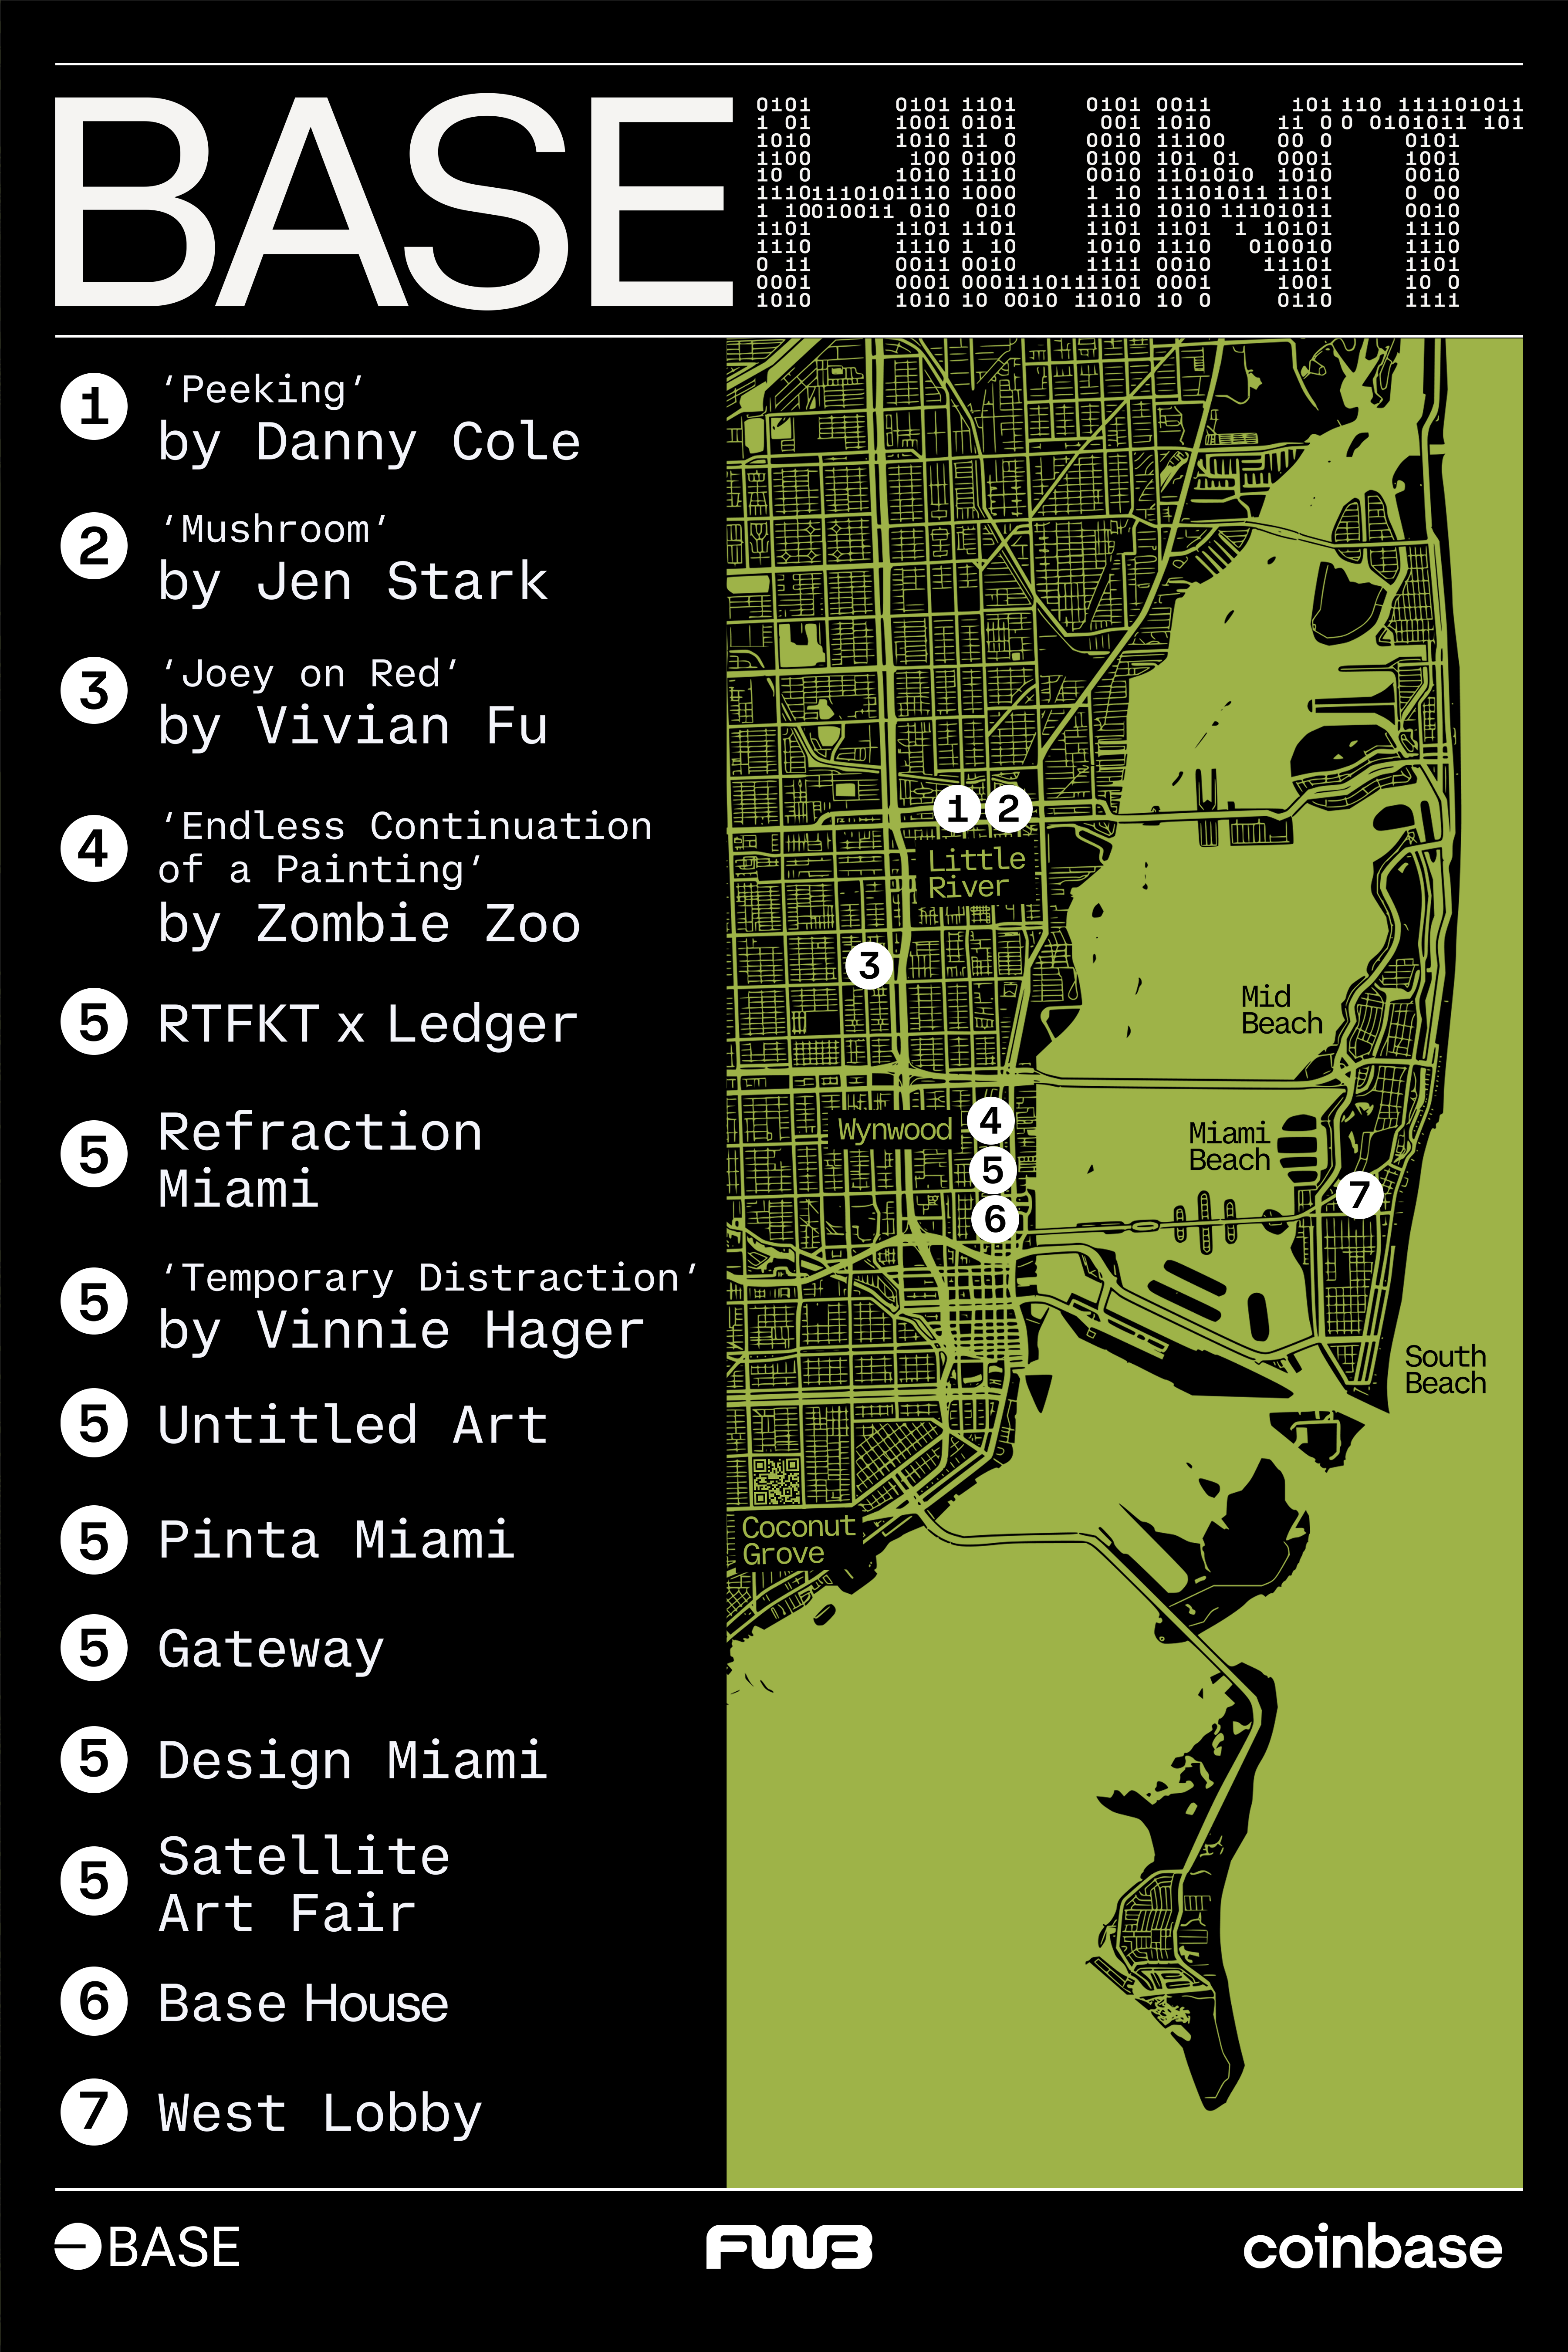 BASE HUNT
0101 0101 1101 0101 0011 101 110 111101011
1 01 1001 0101 001 1010 11 0 0 0101011 101
1010 1010 11 0 0010 11100 00 0 0101
1100 100 0100 0100 101 01 0001 1001
10 0 1010 1110 0010 1101010 1010 0010
11101110101110 1000 1 10 11101011 1101 0 00
1 10010011 010 010 1110 1010 11101011 0010
1101 1101 1101 1101 1101 1 10101 1110
1110 1110 1 10 1010 1110 010010 1110
0 11 0011 0010 1111 0010 11101 1101
0001 0001 00011101111101 0001 1001 10 0
1010 1010 10 0010 11010 10 0 0110 1111
1 ‘Peeking’
by Danny Cole
2 ‘Mushroom’
by Jen Stark
3 ‘Joey on Red’
by Vivian Fu
4 ‘Endless Continuation
of a Painting’
by Zombie Zoo
5 RTFKT x Ledger
5 Refraction
Miami
5 ‘Temporary Distraction’
by Vinnie Hager
5 Untitled Art
5 Pinta Miami
5 Gateway
5 Design Miami
5 Satellite
Art Fair
6 Base House
7 West Lobby
1 2
Little
River
3
Mid
Beach
4
Wynwood
Miami
Beach
5
7
6
South
Beach
Coconut
Grove
BASE
FWB
coinbase